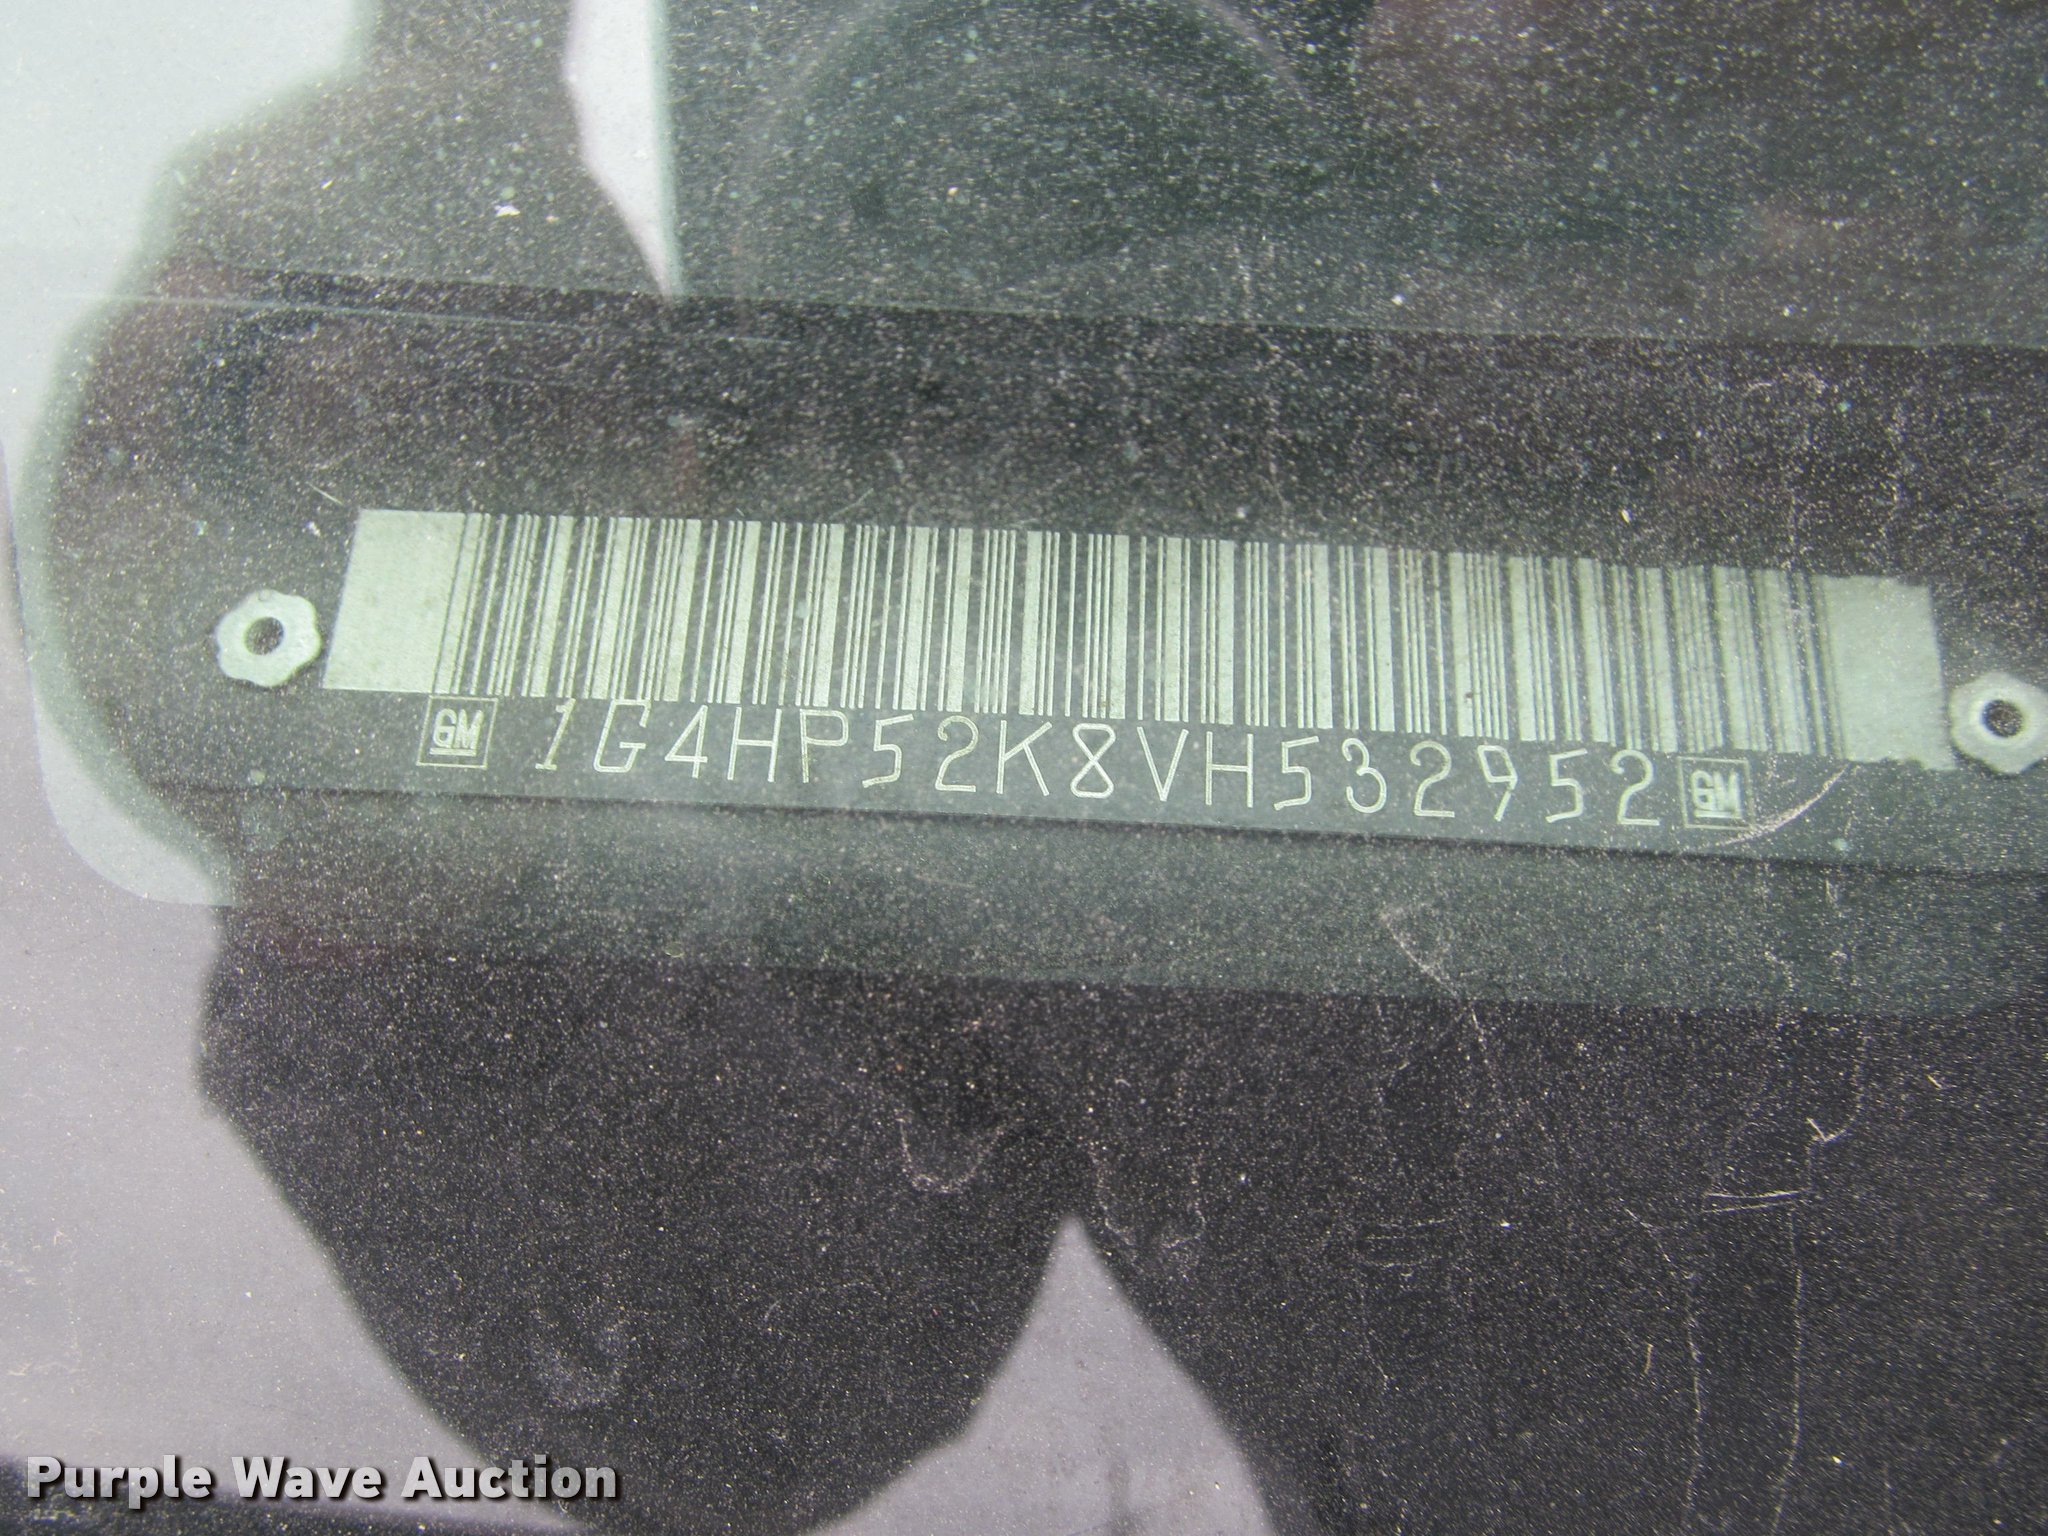 GM 1G4HP52K8VH532952 GM
Purple Wave Auction